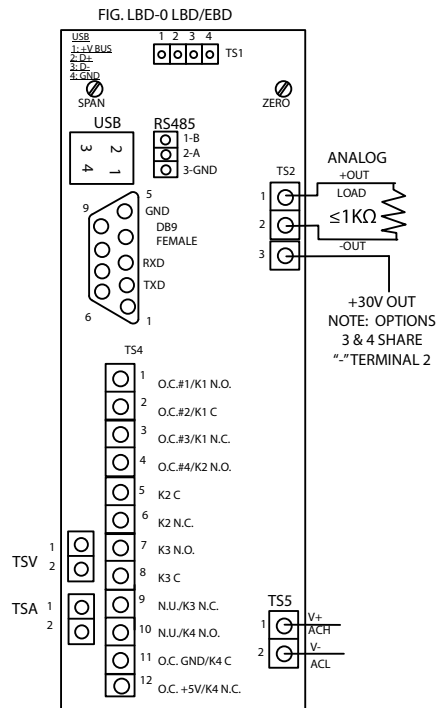 FIG. LBD-0 LBD/EBD
USB
1: +V BUS
2: D+
3: D-
4: GND
1 2 3 4
TS1
SPAN
ZERO
USB
3 2
4 1
RS485
1-B
2-A
3-GND
5
9
GND
DB9
FEMALE
RXD
TXD
6
1
TS2
1
2
3
ANALOG
+OUT
LOAD
≤1KΩ
-OUT
+30V OUT
NOTE: OPTIONS
3 & 4 SHARE
"-" TERMINAL 2
TS4
1 O.C.#1/K1 N.O.
2 O.C.#2/K1 C
3 O.C.#3/K1 N.C.
4 O.C.#4/K2 N.O.
5 K2 C
6 K2 N.C.
7 K3 N.O.
8 K3 C
9 N.U./K3 N.C.
10 N.U./K4 N.O.
11 O.C. GND/K4 C
12 O.C. +5V/K4 N.C.
TSV
1
2
TSA
1
2
TS5
1
2
V+
ACH
V-
ACL